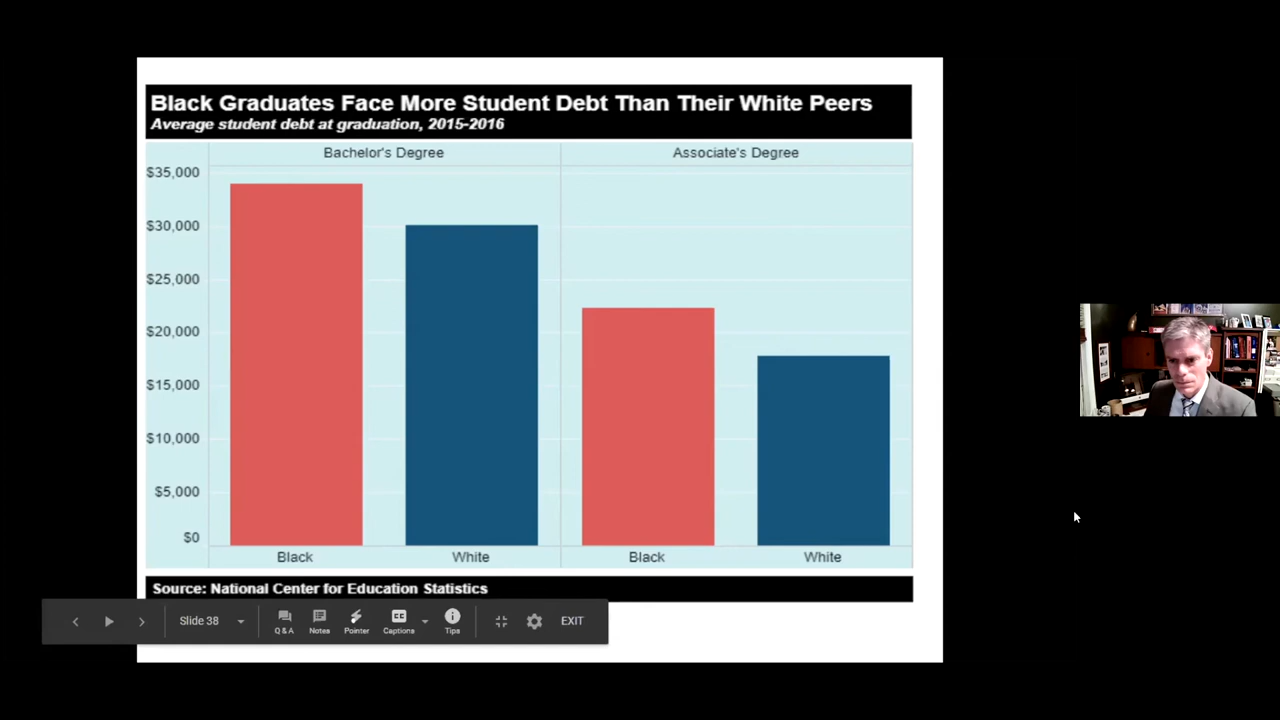 Black Graduates Face More Student Debt Than Their White Peers
Average student debt at graduation, 2015-2016
Bachelor's Degree
Associate's Degree
$35,000
$30,000
$25,000
$20,000
$15,000
$10,000
$5,000
$0
Black
White
Black
White
Source: National Center for Education Statistics
Slide 38
Q & A
Notes
Pointer
CC
Captions
Tips
EXIT